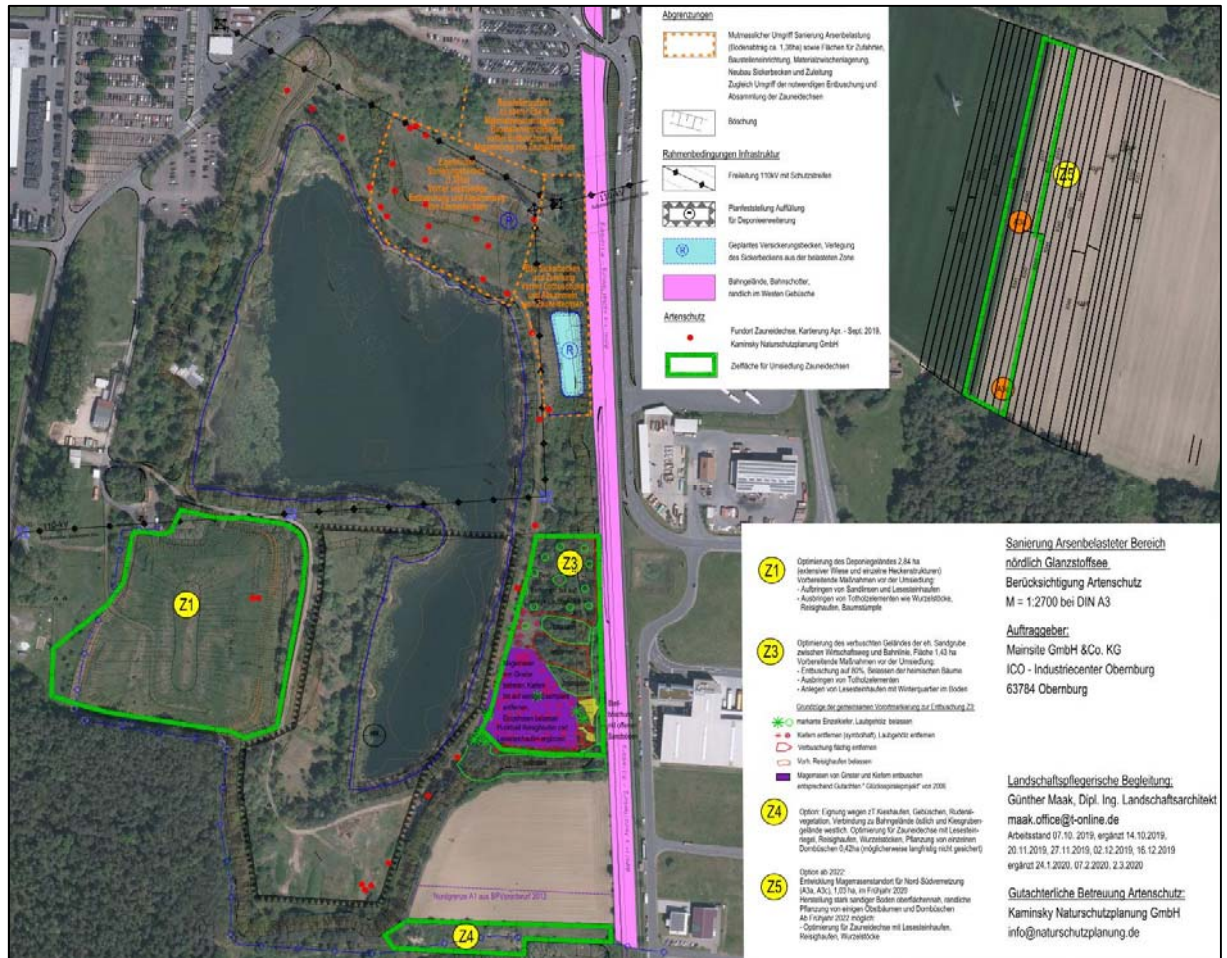 Abgrenzungen
Mutmasslicher Umgriff Sanierung Arsenbelastung
(Bodenabtrag ca. 1,38ha) sowie Flächen für Zufahrten,
Baustelleneinrichtung, Materialzwischenlagerung,
Neubau Sickerbecken und Zuleitung
Zugleich Umgriff der notwendigen Entbuschung und
Absammlung der Zauneidechsen
Böschung
Rahmenbedingungen Infrastruktur
Freileitung 110kV mit Schutzstreifen
Planfeststellung Auffüllung
für Deponieerweiterung
R
Geplantes Versickerungsbecken, Verlegung
des Sickerbeckens aus der belasteten Zone
Bahngelände, Bahnschotter,
randlich im Westen Gebüsche
Artenschutz
Fundort Zauneidechse, Kartierung Apr. - Sept. 2019,
Kaminsky Naturschutzplanung GmbH
Zielfläche für Umsiedlung Zauneidechsen
Z5
R
R
110-kV
Z1
Z3
Magerrasen
von Ginster
entfernen
Nordgrenze A1 aus BPVorentwurf 2012
Z4
Z1
Optimierung des Deponiegeländes 2,84 ha
(extensiver Wiese und einzelne Heckenstrukturen)
Vorbereitende Maßnahmen vor der Umsiedlung:
- Aufbringen von Sandlinsen und Lesesteinhaufen
- Ausbringen von Totholzelementen wie Wurzelstöcke,
Reisighaufen, Baumstümpfe
Z3
Optimierung des verbuschten Geländes der eh. Sandgrube
zwischen Wirtschaftsweg und Bahnlinie, Fläche 1,43 ha
Vorbereitende Maßnahmen vor der Umsiedlung:
- Entbuschung auf 80%, Belassen der heimischen Bäume
- Ausbringen von Totholzelementen
- Anlegen von Lesesteinhaufen mit Winterquartier im Boden
Grundzüge der gemeinsamen Vorortmarkierung zur Entbuschung Z3:
markante Einzelkiefer, Laubgehölz belassen
Kiefern entfernen (symbolhaft), Laubgehölz entfernen
Verbuschung flächig entfernen
Vorh. Reisighaufen belassen
Magerrasen von Ginster und Kiefern entbuschen
entsprechend Gutachten " Glücksspiralenprojekt" von 2006
Z4
Option: Eignung wegen zT Kieshaufen, Gebüschen, Ruderal-
vegetation, Verbindung zu Bahngelände östlich und Kiesgruben-
gelände westlich. Optimierung für Zauneidechse mit Lesestein-
riegel, Reisighaufen, Wurzelstöcken, Pflanzung von einzelnen
Dornbüschen 0,42ha (möglicherweise langfristig nicht gesichert)
Z5
Option ab 2022:
Entwicklung Magerrasenstandort für Nord-Südvernetzung
(A3a, A3c), 1,03 ha, im Frühjahr 2020
Herstellung stark sandiger Boden oberflächennah, randliche
Pflanzung von einigen Obstbäumen und Dornbüschen
Ab Frühjahr 2022 möglich:
- Optimierung für Zauneidechse mit Lesesteinhaufen,
Reisighaufen, Wurzelstöcke
Sanierung Arsenbelasteter Bereich
nördlich Glanzstoffsee
Berücksichtigung Artenschutz
M = 1:2700 bei DIN A3
Auftraggeber:
Mainsite GmbH &Co. KG
ICO - Industriecenter Obernburg
63784 Obernburg
Landschaftspflegerische Begleitung:
Günther Maak, Dipl. Ing. Landschaftsarchitekt
maak.office@t-online.de
Arbeitsstand 07.10. 2019, ergänzt 14.10.2019,
20.11.2019, 27.11.2019, 02.12.2019, 16.12.2019
ergänzt 24.1.2020, 07.2.2020, 2.3.2020
Gutachterliche Betreuung Artenschutz:
Kaminsky Naturschutzplanung GmbH
info@naturschutzplanung.de